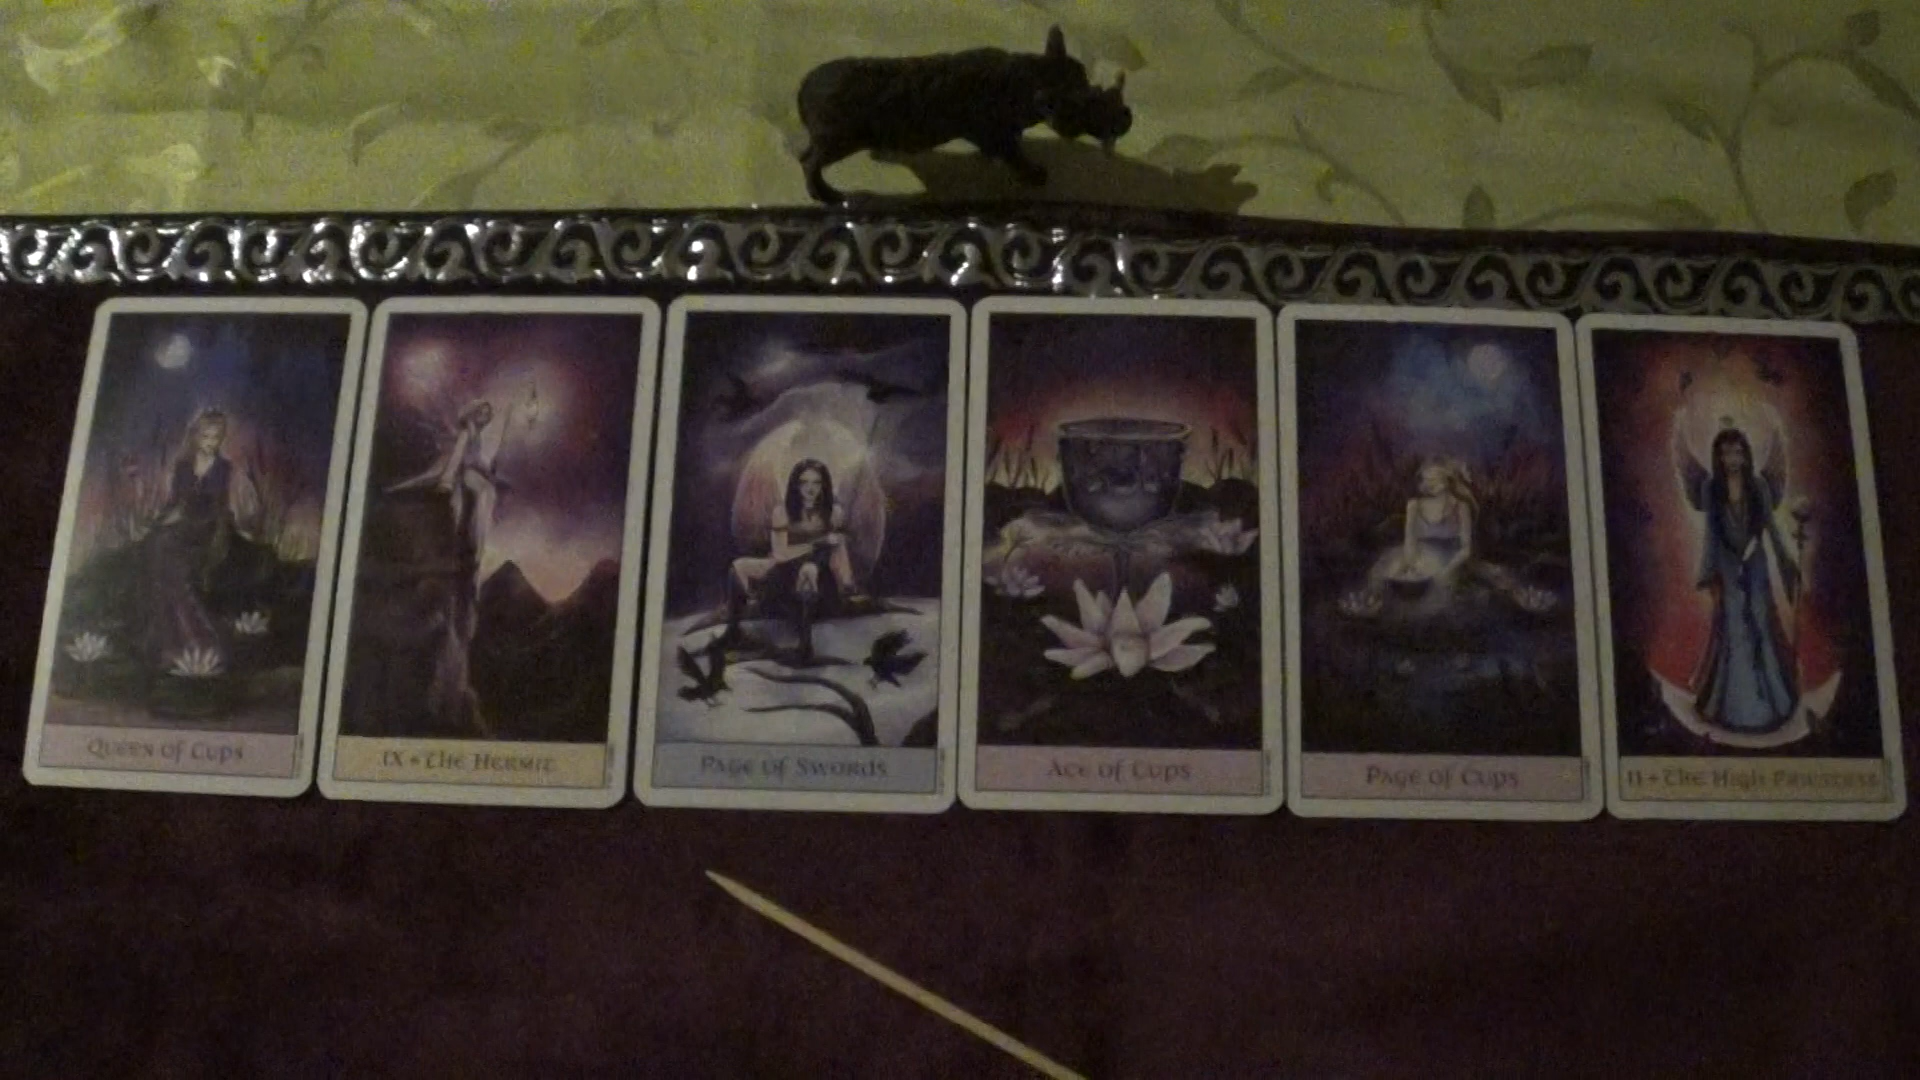 Queen of Cups
IX • The Hermit
Page of Swords
Ace of Cups
Page of Cups
II • The High Priestess